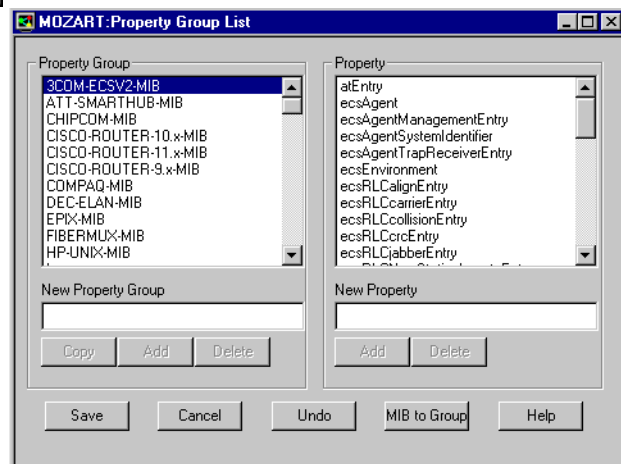 MOZART:Property Group List
Property Group
3COM-ECSV2-MIB
ATT-SMARTHUB-MIB
CHIPCOM-MIB
CISCO-ROUTER-10.x-MIB
CISCO-ROUTER-11.x-MIB
CISCO-ROUTER-9.x-MIB
COMPAQ-MIB
DEC-ELAN-MIB
EPIX-MIB
FIBERMUX-MIB
HP-UNIX-MIB
New Property Group
Copy Add Delete
Property
atEntry
ecsAgent
ecsAgentManagementEntry
ecsAgentSystemIdentifier
ecsAgentTrapReceiverEntry
ecsEnvironment
ecsRLCalignEntry
ecsRLCcarrierEntry
ecsRLCcollisionEntry
ecsRLCcrcEntry
ecsRLCjabberEntry
New Property
Add Delete
Save Cancel Undo MIB to Group Help